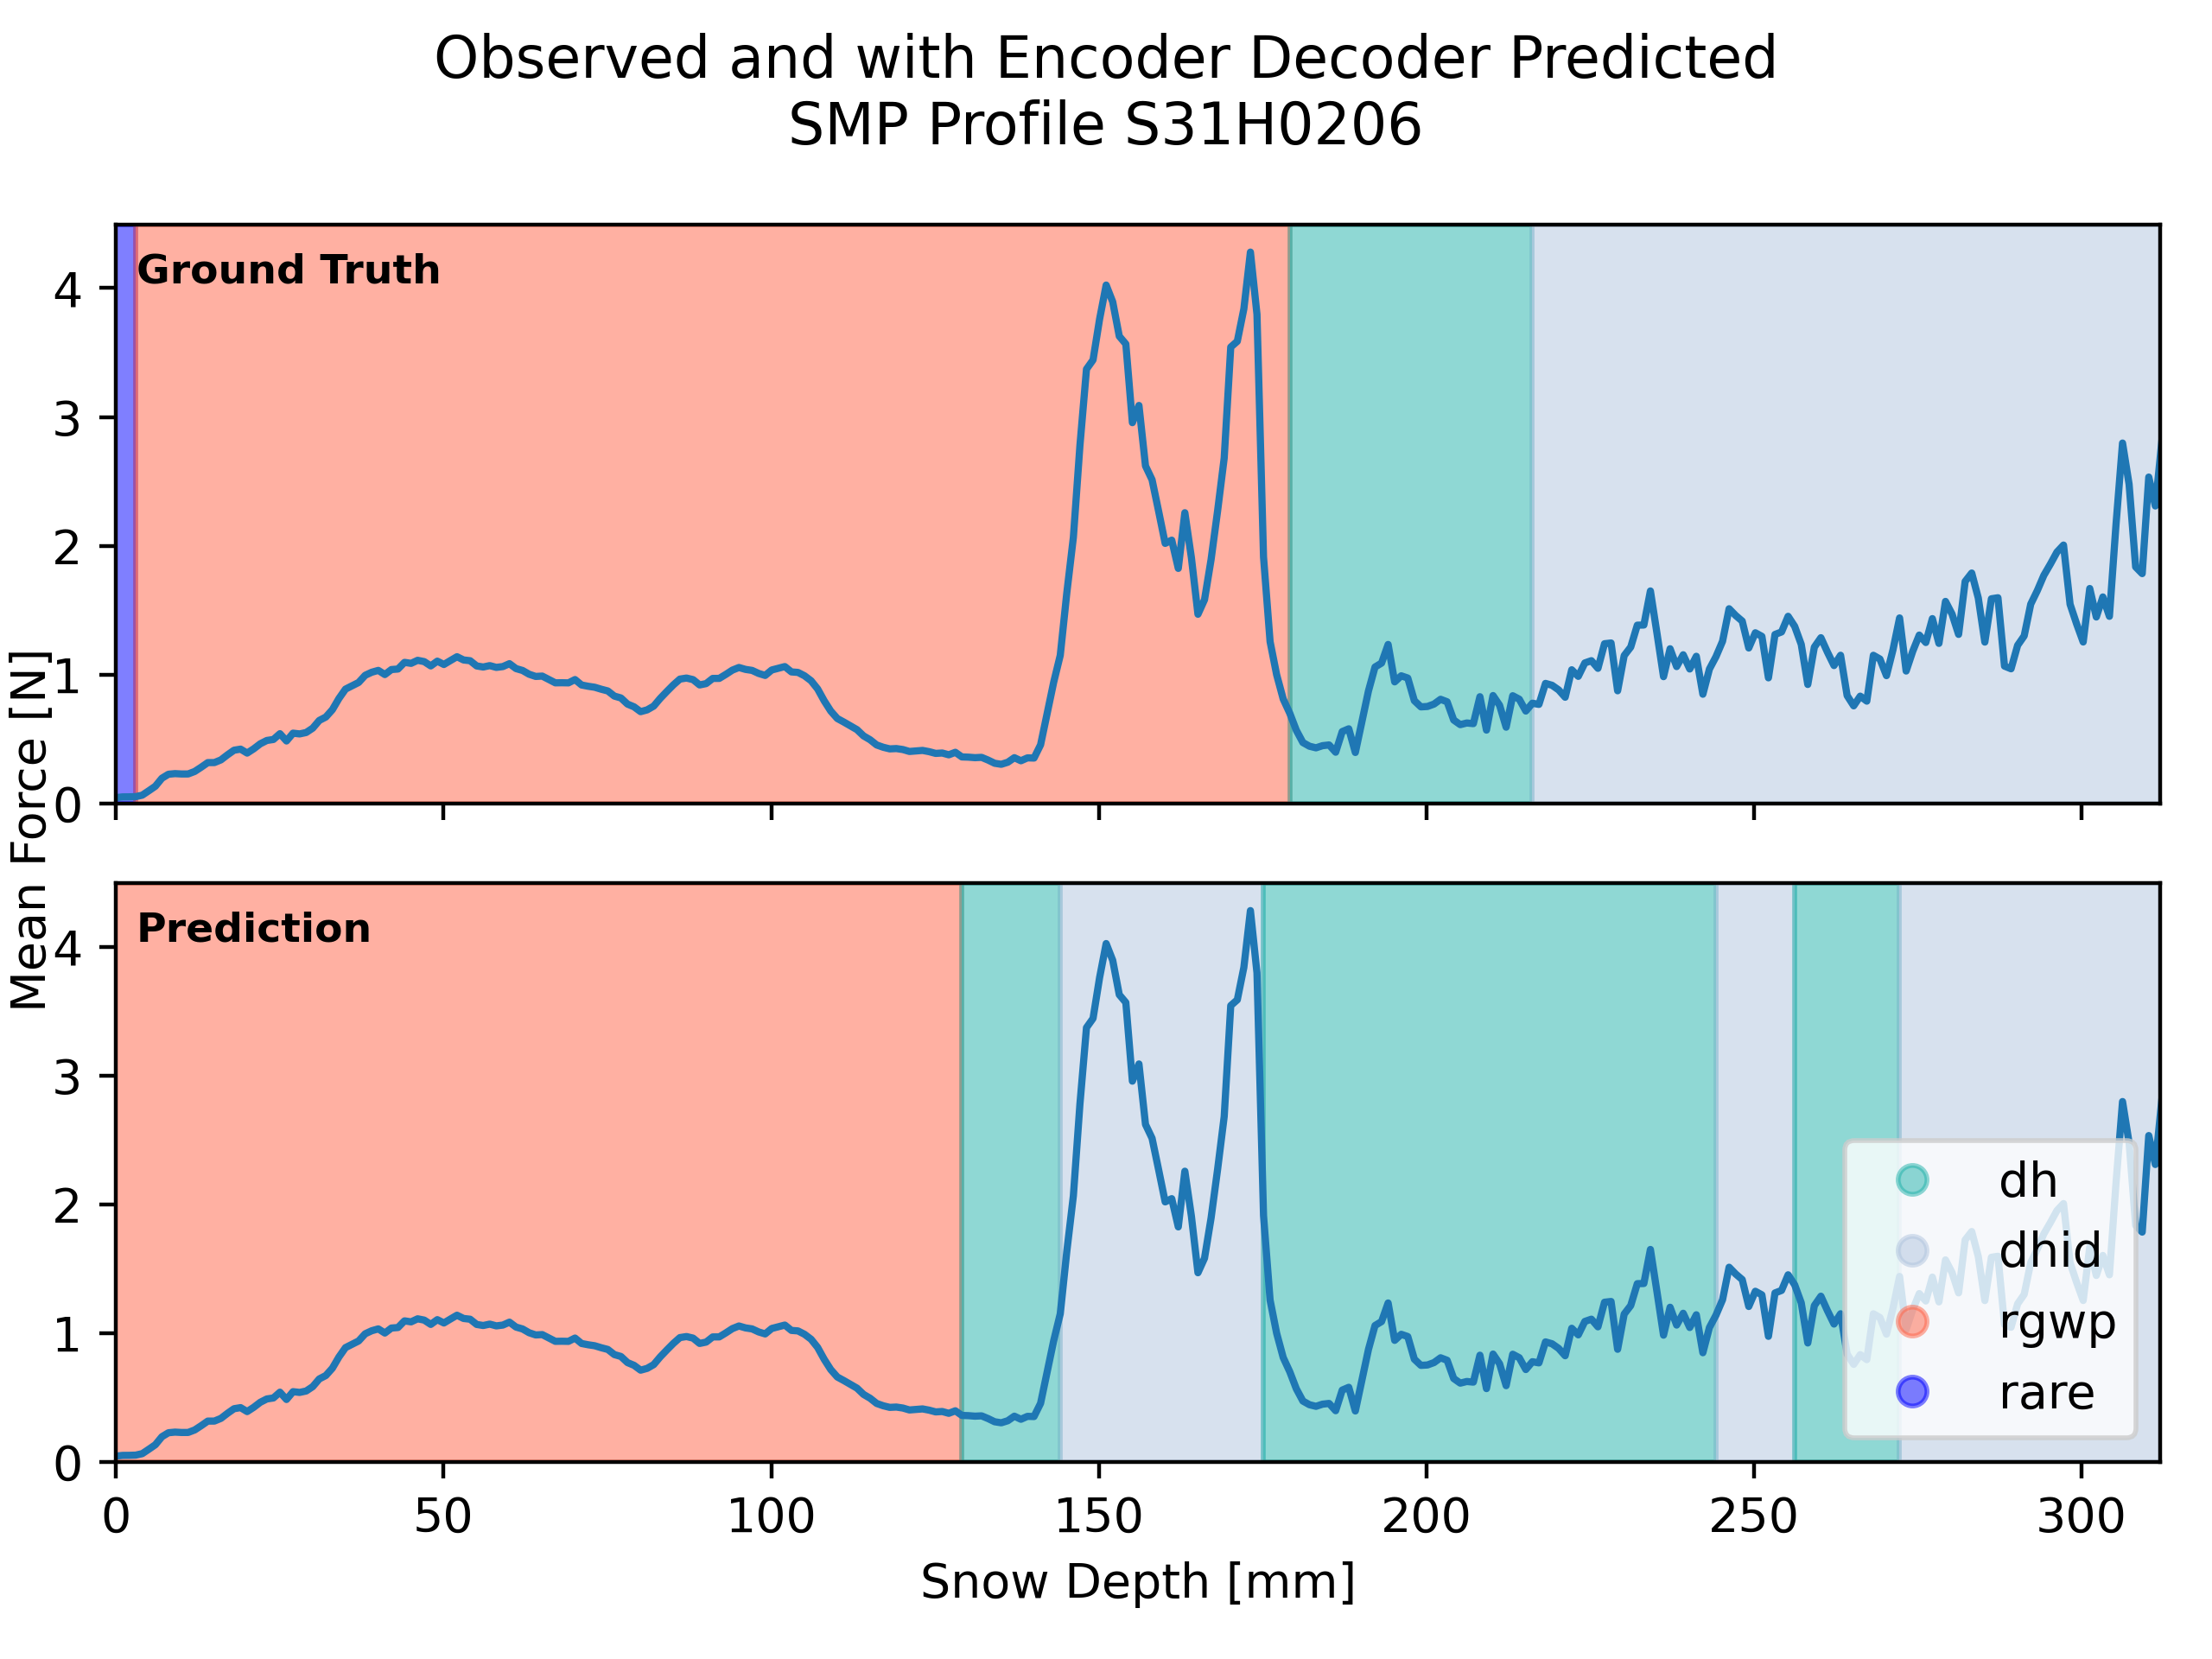 Observed and with Encoder Decoder Predicted
SMP Profile S31H0206
Mean Force [N]
Ground Truth
4
3
2
1
0
Prediction
4
3
2
1
0
dh
dhid
rgwp
rare
0 50 100 150 200 250 300
Snow Depth [mm]